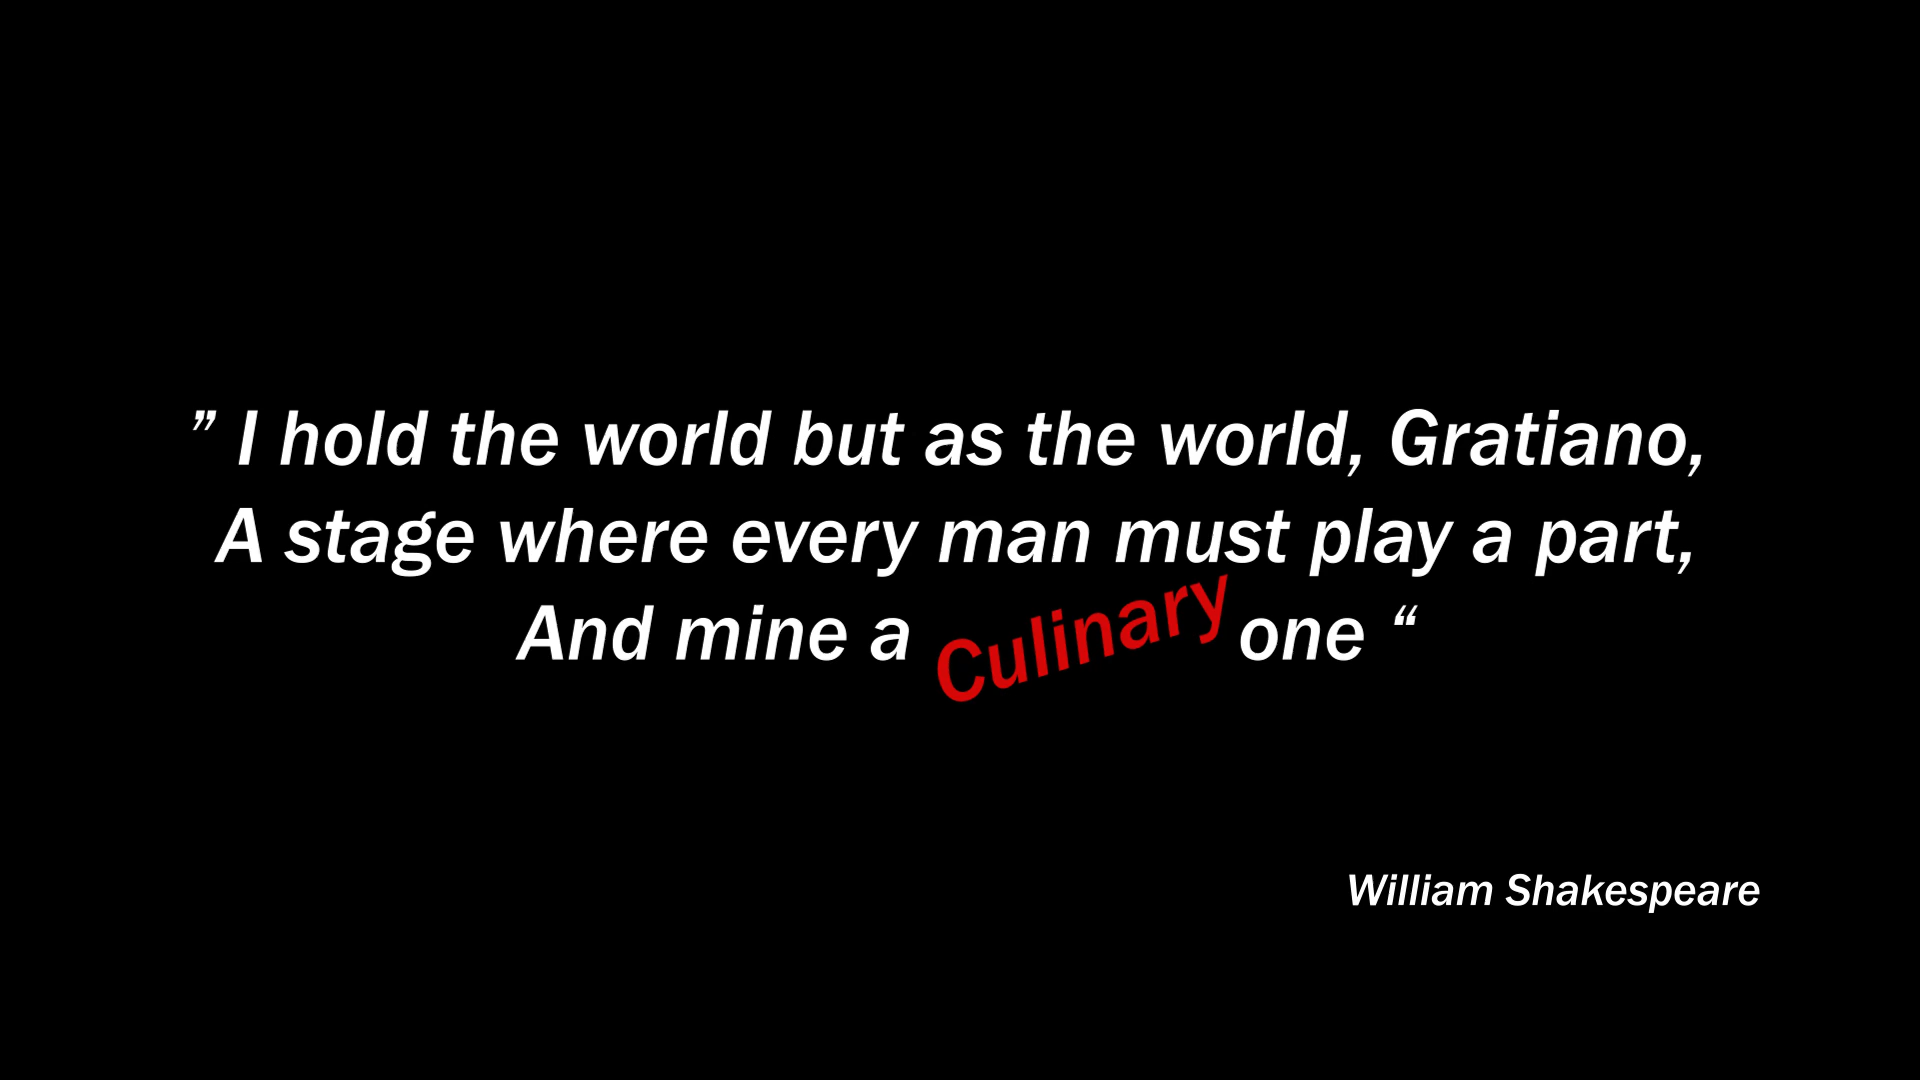 ” I hold the world but as the world, Gratiano,
A stage where every man must play a part,
And mine a Culinary one “
William Shakespeare